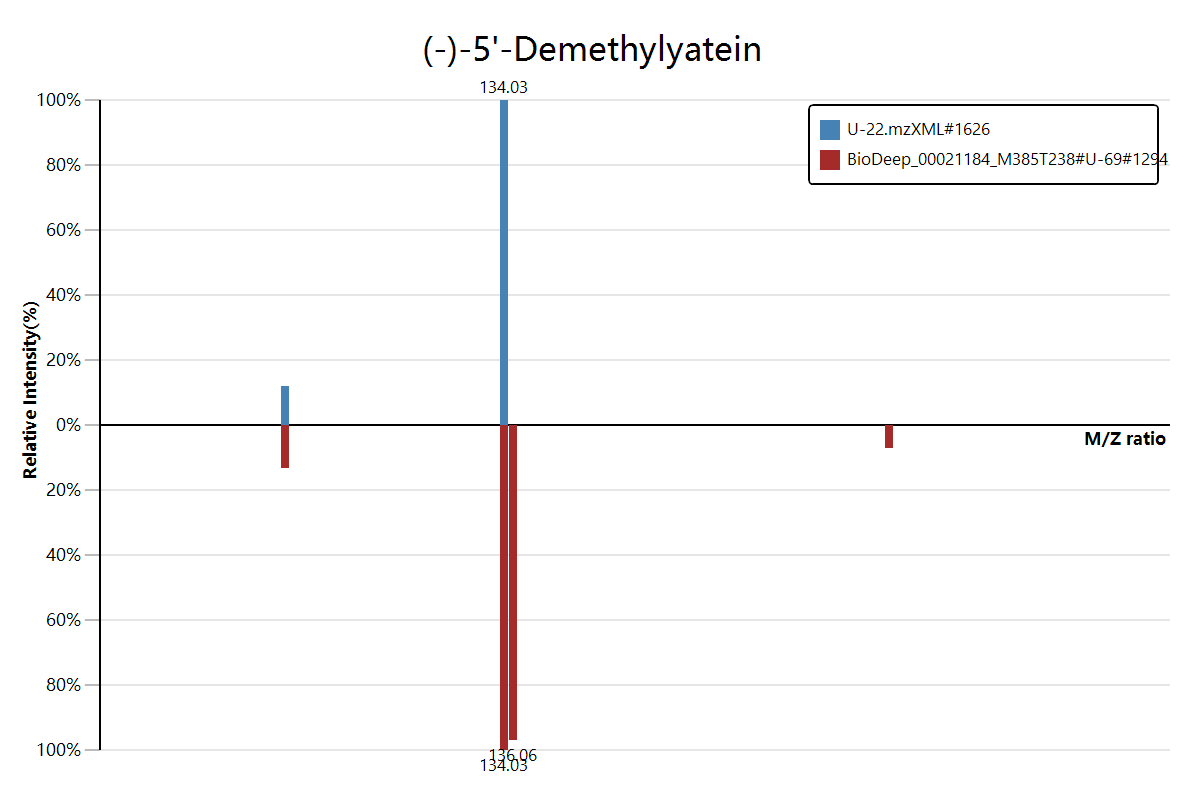 (-)-5'-Demethylyatein
134.03
U-22.mzXML#1626
BioDeep_00021184_M385T238#U-69#1294
100%
80%
60%
40%
20%
0%
20%
40%
60%
80%
100%
Relative Intensity(%)
M/Z ratio
136.06
134.03